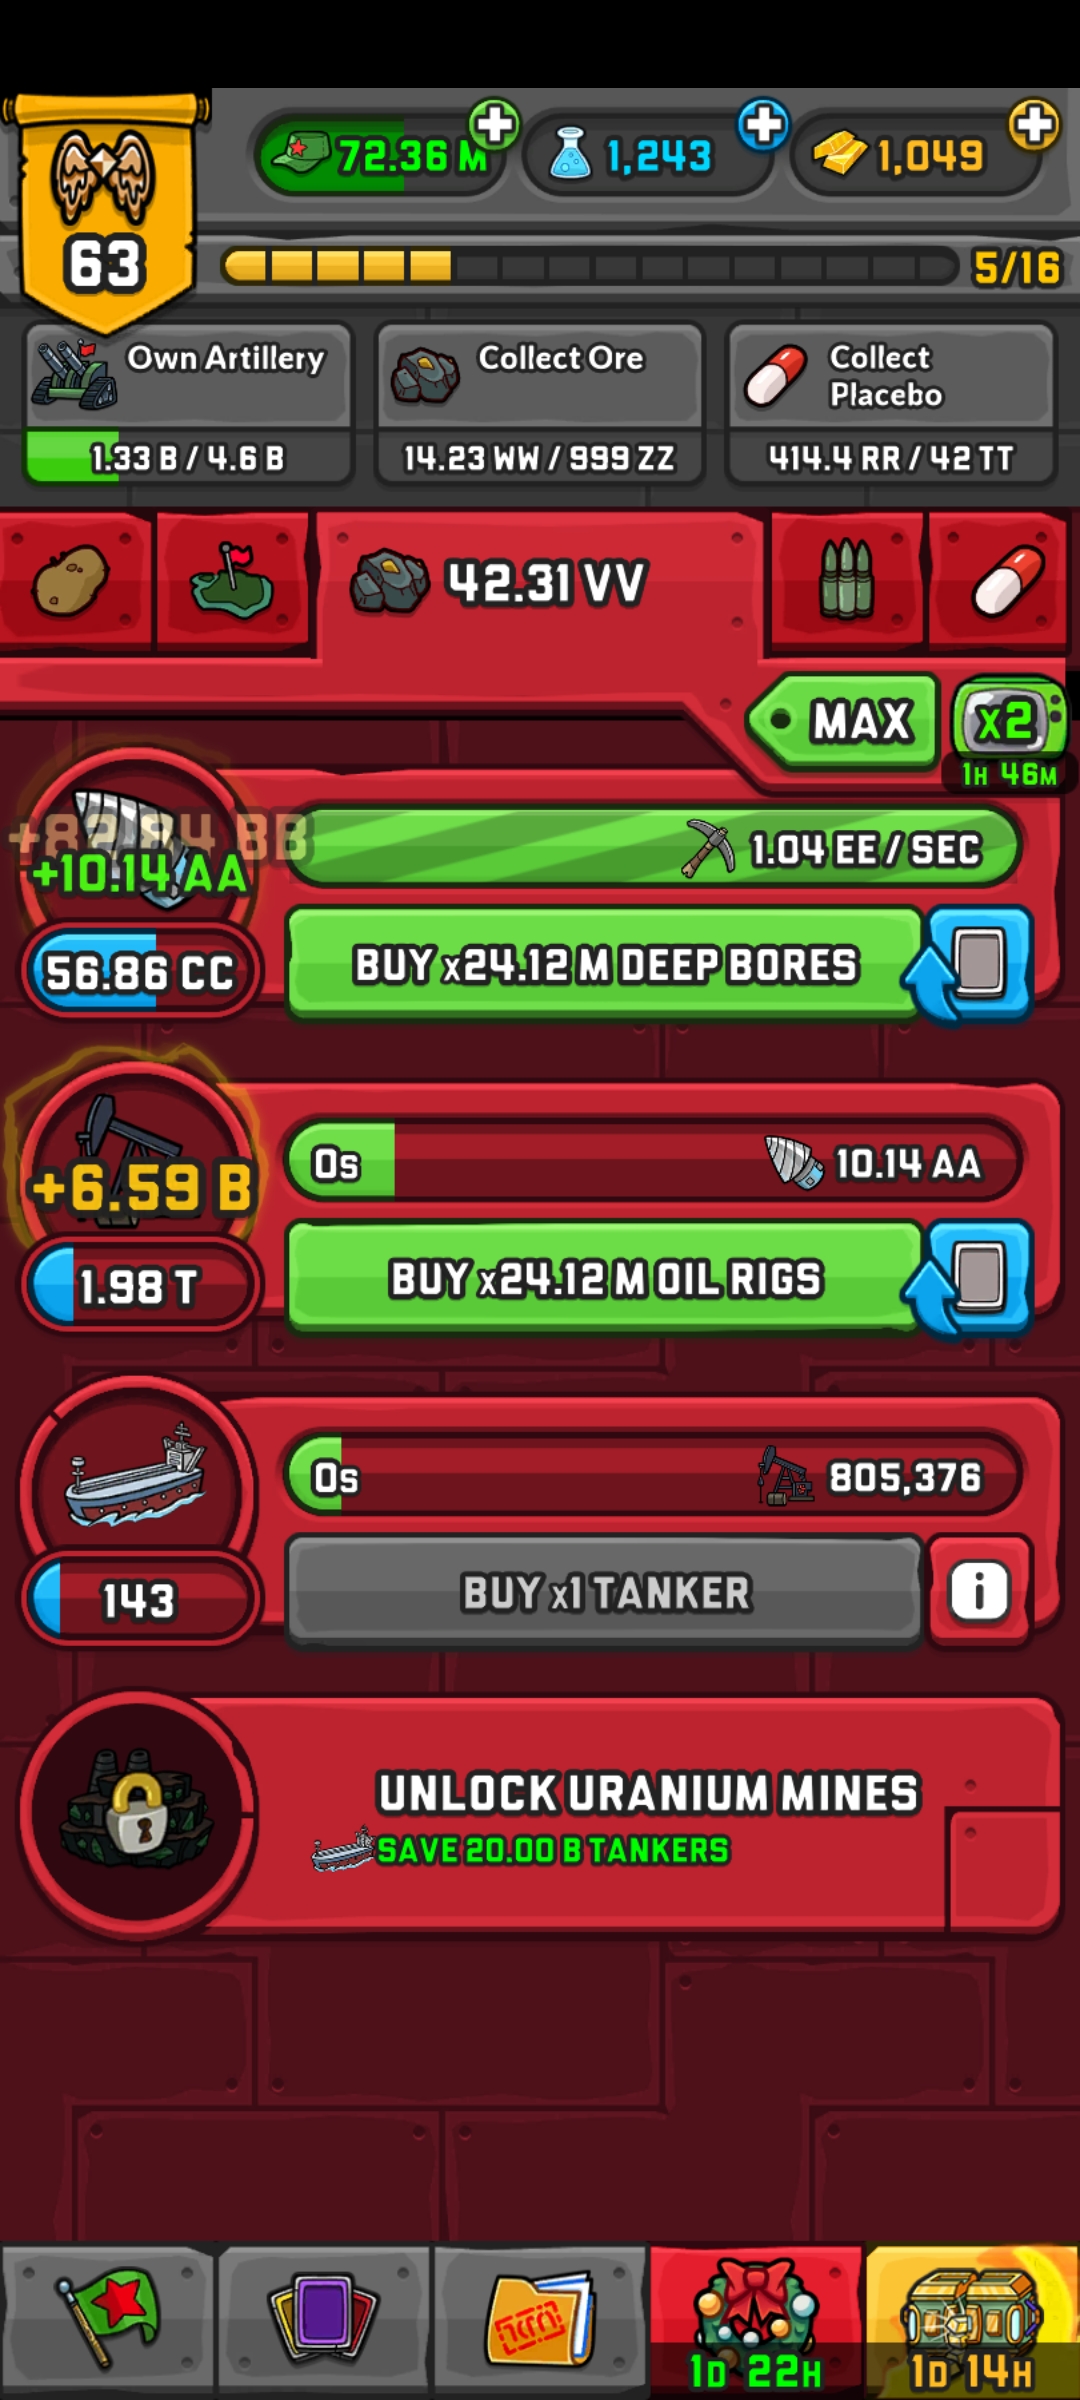 72.36 M
1,243
1,049
63
5/16
Own Artillery
1.33 B / 4.6 B
Collect Ore
14.23 WW / 999 ZZ
Collect
Placebo
414.4 RR / 42 TT
42.31 VV
MAX
x2
1H 46M
+10.14 AA
1.04 EE / SEC
56.86 CC
BUY x24.12 M DEEP BORES
+6.59 B
0s
10.14 AA
1.98 T
BUY x24.12 M OIL RIGS
0s
805,376
143
BUY x1 TANKER
i
UNLOCK URANIUM MINES
SAVE 20.00 B TANKERS
1D 22H
1D 14H